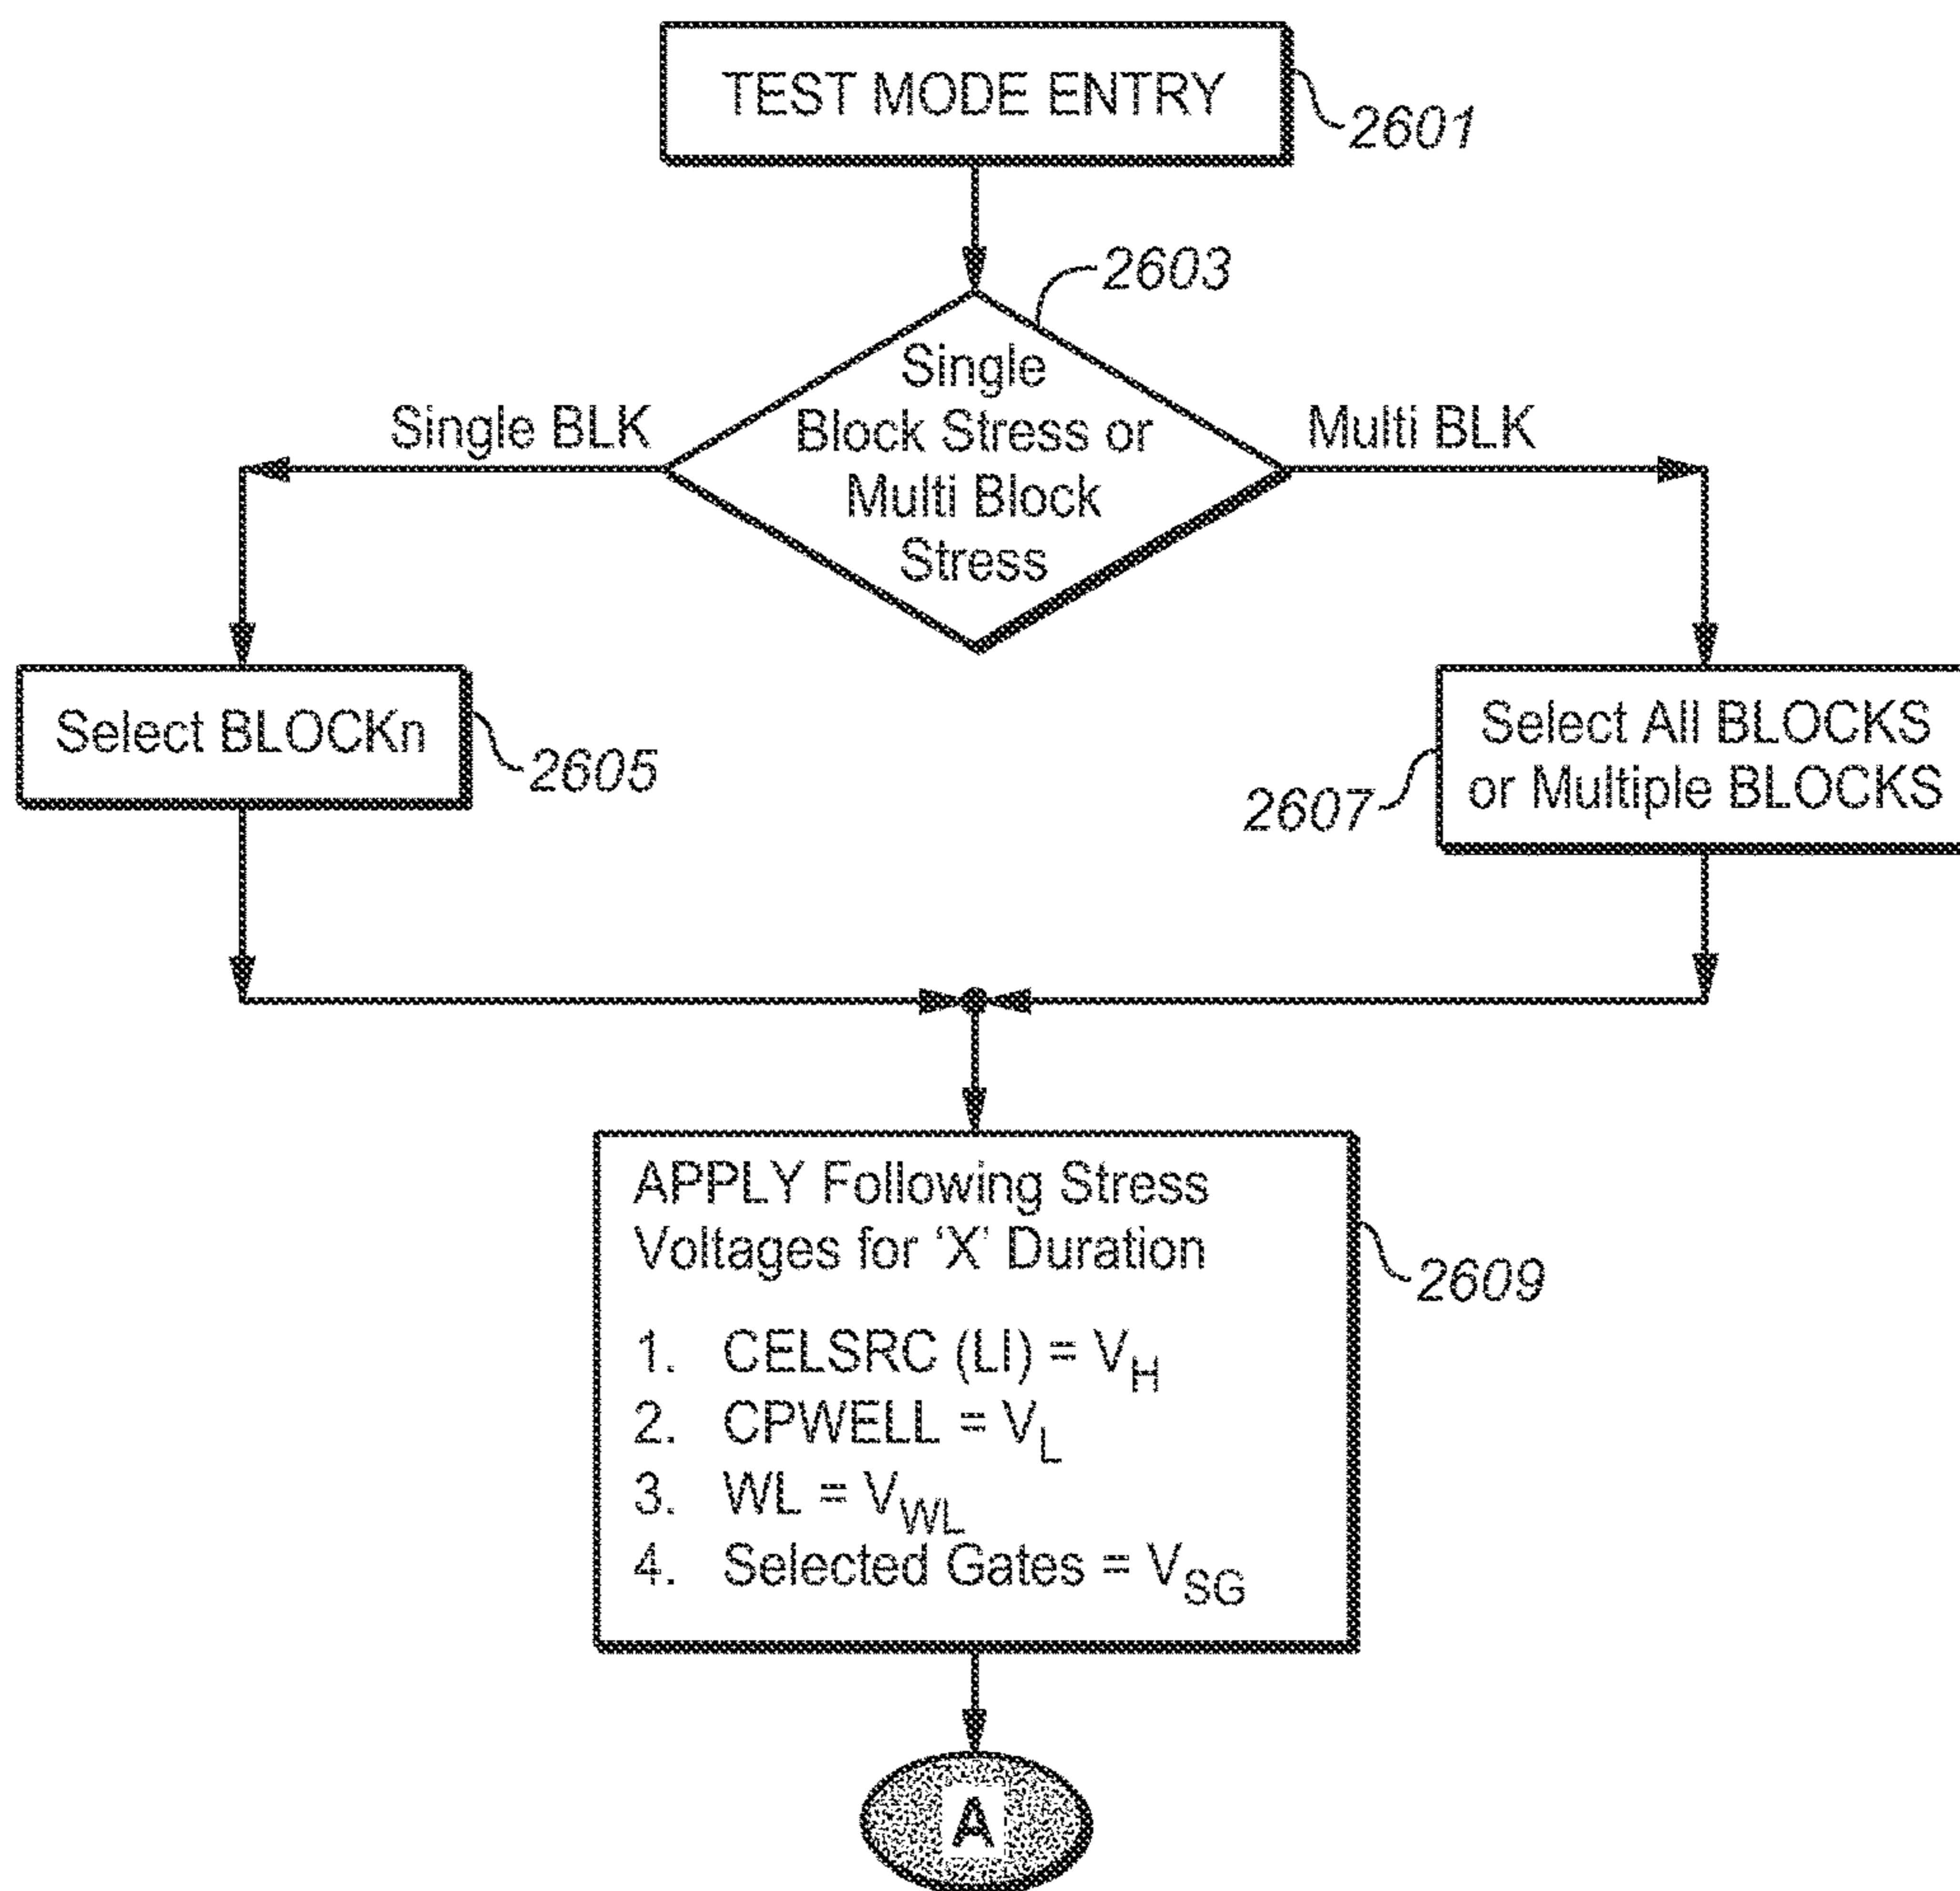 TEST MODE ENTRY
2601
2603
Single
Block Stress or
Multi Block
Stress
Single BLK
Multi BLK
Select BLOCKn
2605
Select All BLOCKS
or Multiple BLOCKS
2607
APPLY Following Stress
Voltages for ‘X’ Duration
1. CELSRC (LI) = VH
2. CPWELL = VL
3. WL = VWL
4. Selected Gates = VSG
2609
A